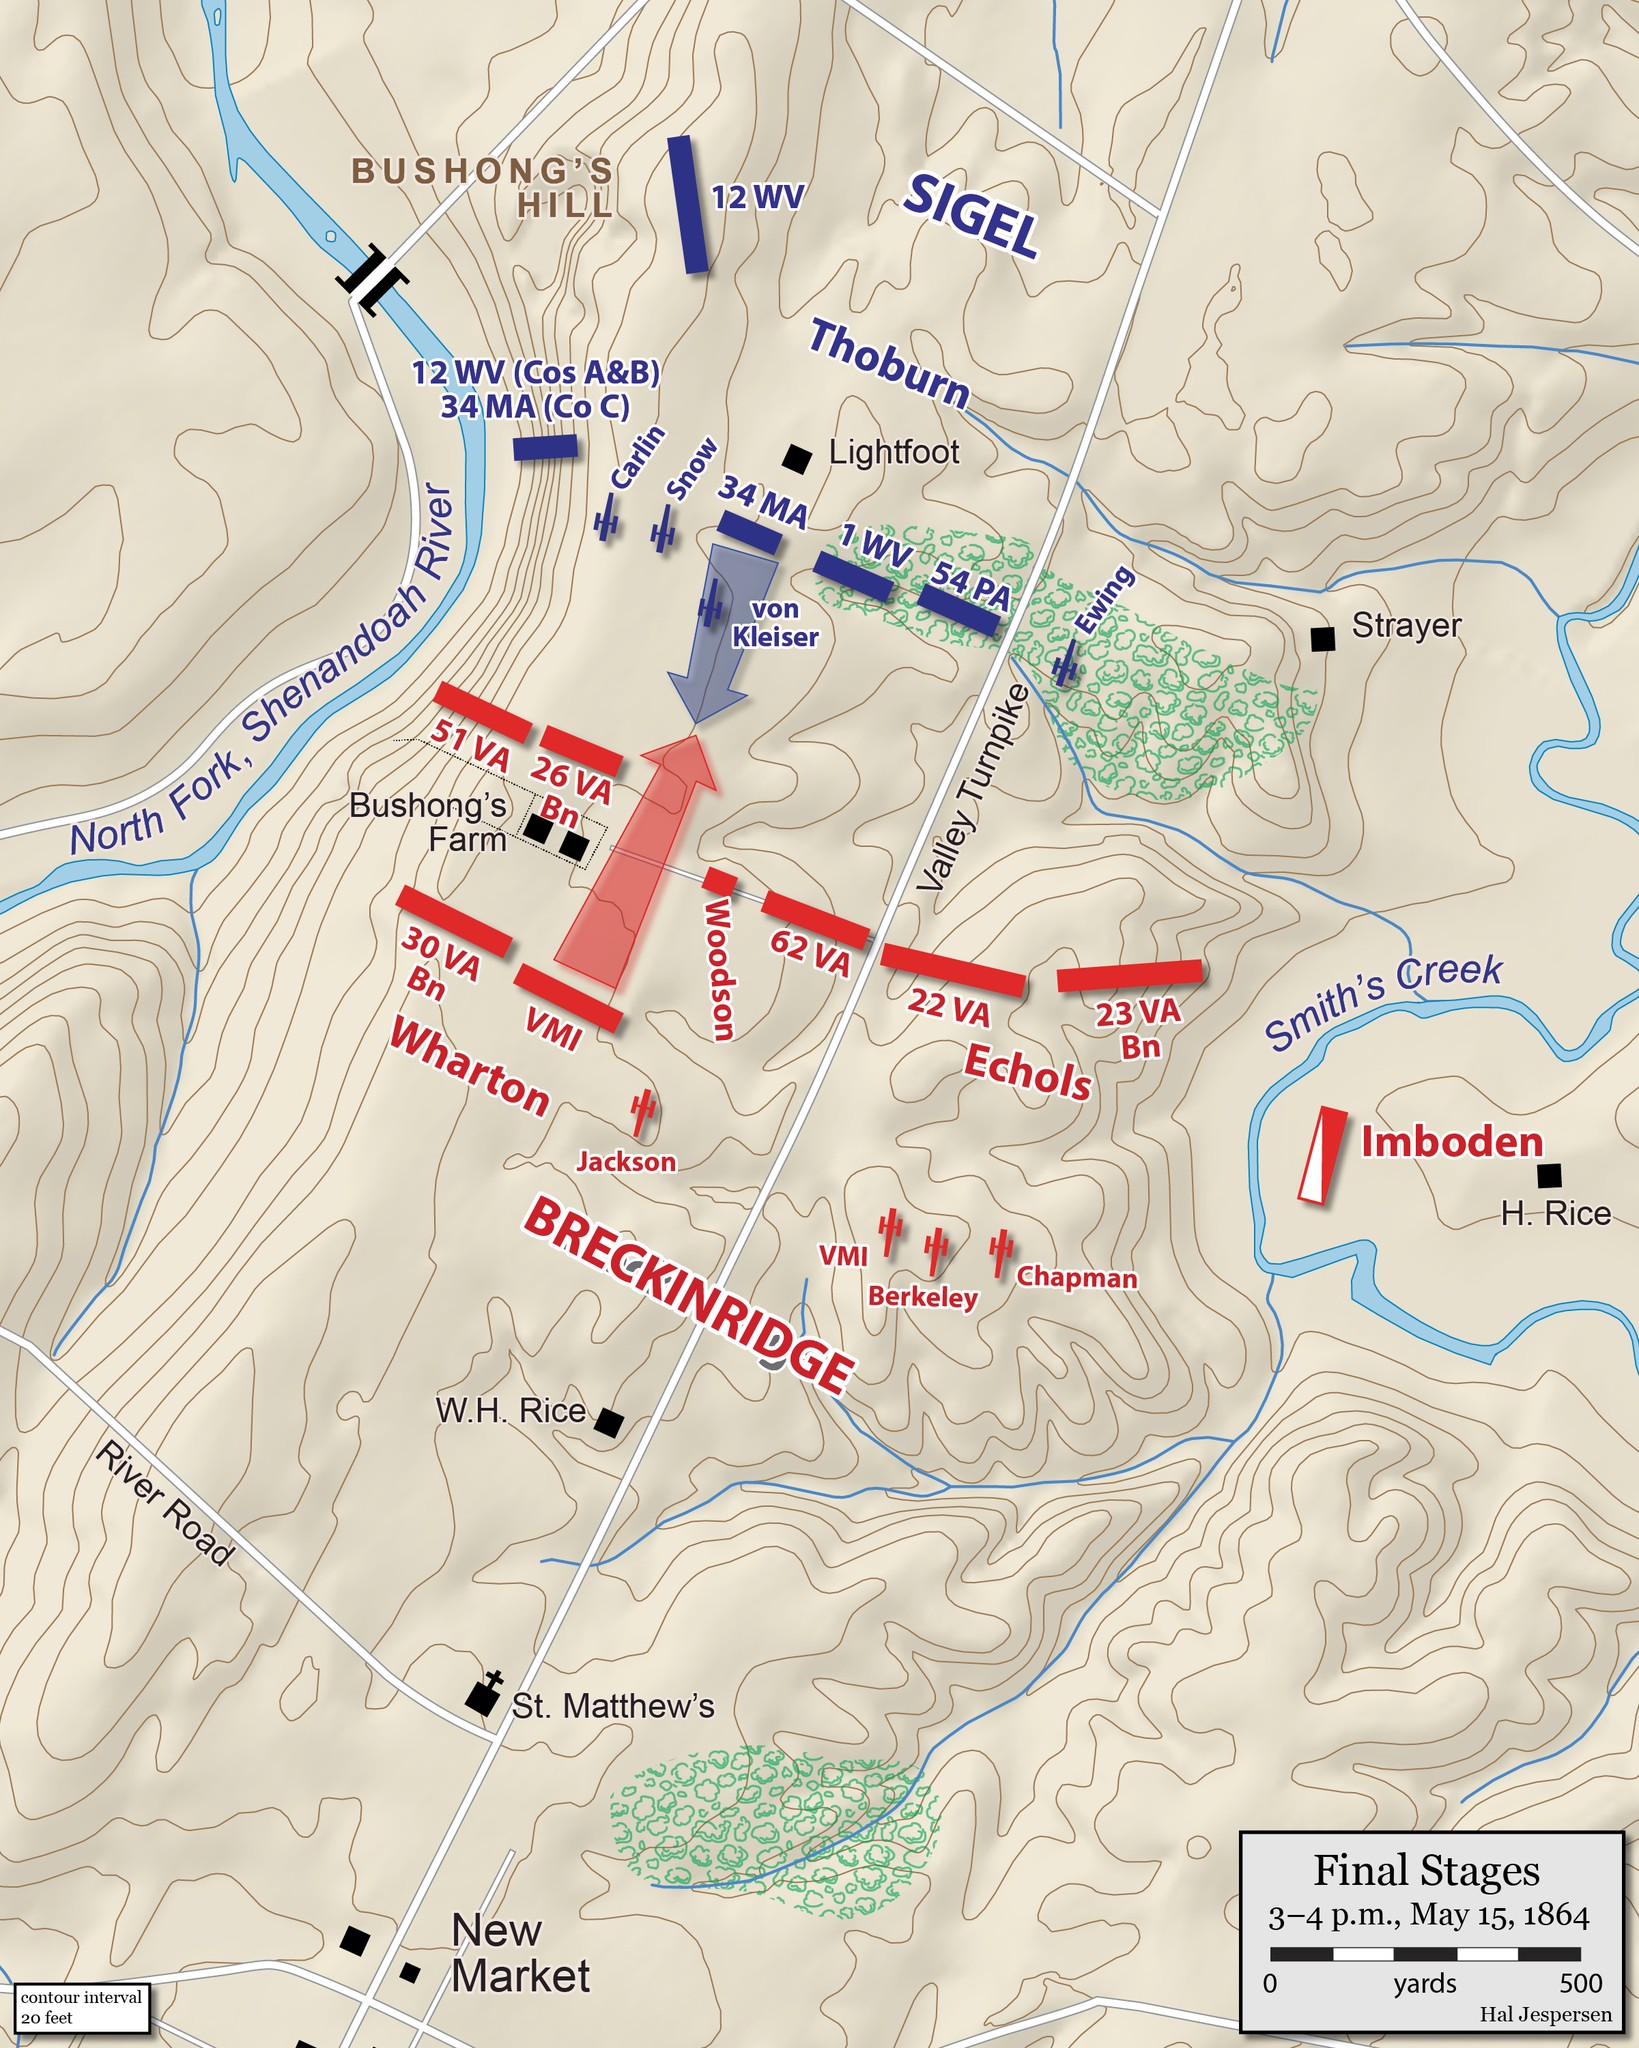 BUSHONG'S
HILL
12 WV
SIGEL
Thoburn
12 WV (Cos A&B)
34 MA (Co C)
Carlin
Snow
34 MA
Lightfoot
1 WV
54 PA
Ewing
von
Kleiser
Strayer
North Fork, Shenandoah River
Valley Turnpike
51 VA
26 VA
Bn
Bushong's
Farm
Woodson
62 VA
30 VA
Bn
VMI
22 VA
23 VA
Bn
Smith's Creek
Wharton
Echols
Jackson
Imboden
H. Rice
BRECKINRIDGE
VMI
Berkeley
Chapman
W.H. Rice
River Road
St. Matthew's
New
Market
Final Stages
3–4 p.m., May 15, 1864
0 yards 500
Hal Jespersen
contour interval
20 feet